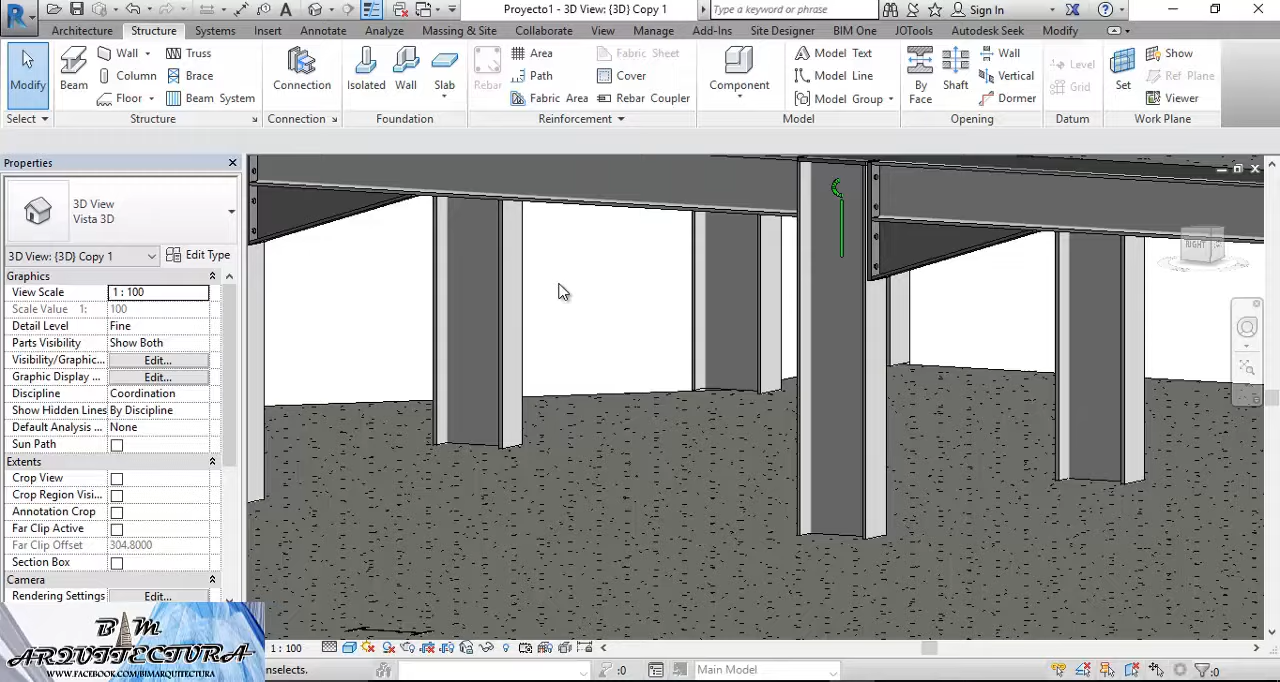 Proyecto1 - 3D View: {3D} Copy 1
Type a keyword or phrase
Sign In
Architecture Structure Systems Insert Annotate Analyze Massing & Site Collaborate View Manage Add-Ins Site Designer BIM One JOTools Autodesk Seek Modify
Modify
Select
Beam
Wall
Column
Floor
Truss
Brace
Beam System
Structure
Connection
Connection
Isolated
Wall
Slab
Foundation
Rebar
Area
Path
Fabric Area
Fabric Sheet
Cover
Rebar Coupler
Reinforcement
Component
Model Text
Model Line
Model Group
Model
By Face
Shaft
Wall
Vertical
Dormer
Opening
Level
Grid
Datum
Set
Show
Ref Plane
Viewer
Work Plane
Properties
3D View
Vista 3D
3D View: {3D} Copy 1
Edit Type
Graphics
View Scale 1 : 100
Scale Value 1: 100
Detail Level Fine
Parts Visibility Show Both
Visibility/Graphic... Edit...
Graphic Display ... Edit...
Discipline Coordination
Show Hidden Lines By Discipline
Default Analysis ... None
Sun Path
Extents
Crop View
Crop Region Visi...
Annotation Crop
Far Clip Active
Far Clip Offset 304.8000
Section Box
Camera
Rendering Settings Edit...
RIGHT
BIM
ARQUITECTURA
WWW.FACEBOOK.COM/BIMARQUITECTURA
1 : 100
nselects.
:0
Main Model
:0